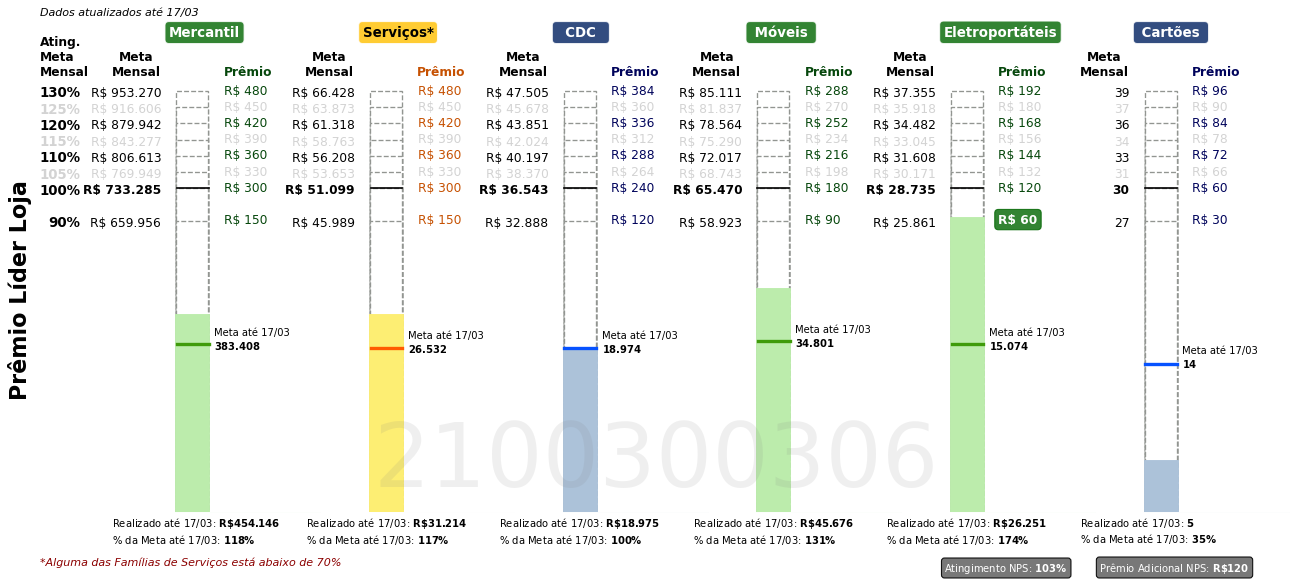 Dados atualizados até 17/03
Mercantil Serviços* CDC Móveis Eletroportáteis Cartões
Ating.
Meta Meta Meta Meta Meta Meta Meta
Mensal Mensal Prêmio Mensal Prêmio Mensal Prêmio Mensal Prêmio Mensal Prêmio Mensal Prêmio
130% R$ 953.270 R$ 480 R$ 66.428 R$ 480 R$ 47.505 R$ 384 R$ 85.111 R$ 288 R$ 37.355 R$ 192 39 R$ 96
125% R$ 916.606 R$ 450 R$ 63.873 R$ 450 R$ 45.678 R$ 360 R$ 81.837 R$ 270 R$ 35.918 R$ 180 37 R$ 90
120% R$ 879.942 R$ 420 R$ 61.318 R$ 420 R$ 43.851 R$ 336 R$ 78.564 R$ 252 R$ 34.482 R$ 168 36 R$ 84
115% R$ 843.277 R$ 390 R$ 58.763 R$ 390 R$ 42.024 R$ 312 R$ 75.290 R$ 234 R$ 33.045 R$ 156 34 R$ 78
110% R$ 806.613 R$ 360 R$ 56.208 R$ 360 R$ 40.197 R$ 288 R$ 72.017 R$ 216 R$ 31.608 R$ 144 33 R$ 72
105% R$ 769.949 R$ 330 R$ 53.653 R$ 330 R$ 38.370 R$ 264 R$ 68.743 R$ 198 R$ 30.171 R$ 132 31 R$ 66
100% R$ 733.285 R$ 300 R$ 51.099 R$ 300 R$ 36.543 R$ 240 R$ 65.470 R$ 180 R$ 28.735 R$ 120 30 R$ 60
90% R$ 659.956 R$ 150 R$ 45.989 R$ 150 R$ 32.888 R$ 120 R$ 58.923 R$ 90 R$ 25.861 R$ 60 27 R$ 30
Prêmio Líder Loja
Meta até 17/03 Meta até 17/03 Meta até 17/03 Meta até 17/03 Meta até 17/03 Meta até 17/03
383.408 26.532 18.974 34.801 15.074 14
2100300306
Realizado até 17/03: R$454.146 Realizado até 17/03: R$31.214 Realizado até 17/03: R$18.975 Realizado até 17/03: R$45.676 Realizado até 17/03: R$26.251 Realizado até 17/03: 5
% da Meta até 17/03: 118% % da Meta até 17/03: 117% % da Meta até 17/03: 100% % da Meta até 17/03: 131% % da Meta até 17/03: 174% % da Meta até 17/03: 35%
*Alguma das Famílias de Serviços está abaixo de 70%
Atingimento NPS: 103% Prêmio Adicional NPS: R$120